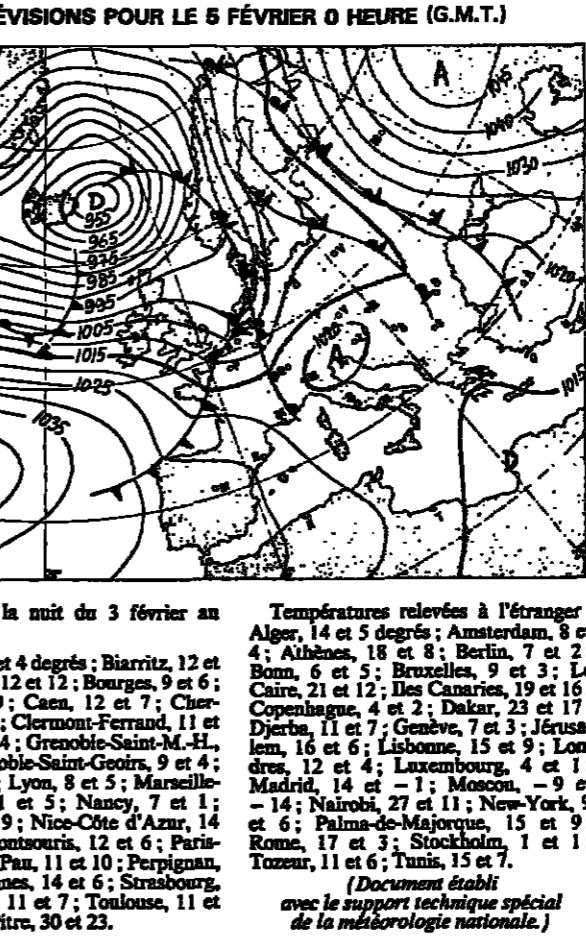 ÉVISIONS POUR LE 5 FÉVRIER 0 HEURE (G.M.T.)
A
1045
1040
1030
D
955
965
975
985
995
1005
1015
1025
1035
1020
1020
A
1015
D
la nuit du 3 février au
et 4 degrés ; Biarritz, 12 et
12 et 12 ; Bourges, 9 et 6 ;
; Caen, 12 et 7 ; Cher-
; Clermont-Ferrand, 11 et
4 ; Grenoble-Saint-M.-H.,
oble-Saint-Geoirs, 9 et 4 ;
; Lyon, 8 et 5 ; Marseille-
1 et 5 ; Nancy, 7 et 1 ;
9 ; Nice-Côte d'Azur, 14
ontsouris, 12 et 6 ; Paris-
Pau, 11 et 10 ; Perpignan,
nes, 14 et 6 ; Strasbourg,
11 et 7 ; Toulouse, 11 et
ître, 30 et 23.
Températures relevées à l'étranger
Alger, 14 et 5 degrés ; Amsterdam, 8 et
4 ; Athènes, 18 et 8 ; Berlin, 7 et 2
Bonn, 6 et 5 ; Bruxelles, 9 et 3 ; Le
Caire, 21 et 12 ; Iles Canaries, 19 et 16
Copenhague, 4 et 2 ; Dakar, 23 et 17
Djerba, 11 et 7 ; Genève, 7 et 3 ; Jérusa-
lem, 16 et 6 ; Lisbonne, 15 et 9 ; Lon-
dres, 12 et 4 ; Luxembourg, 4 et 1
Madrid, 14 et – 1 ; Moscou, – 9 et
– 14 ; Nairobi, 27 et 11 ; New-York, 9
et 6 ; Palma-de-Majorque, 15 et 9
Rome, 17 et 3 ; Stockholm, 1 et 1
Tozeur, 11 et 6 ; Tunis, 15 et 7.
(Document établi
avec le support technique spécial
de la météorologie nationale.)